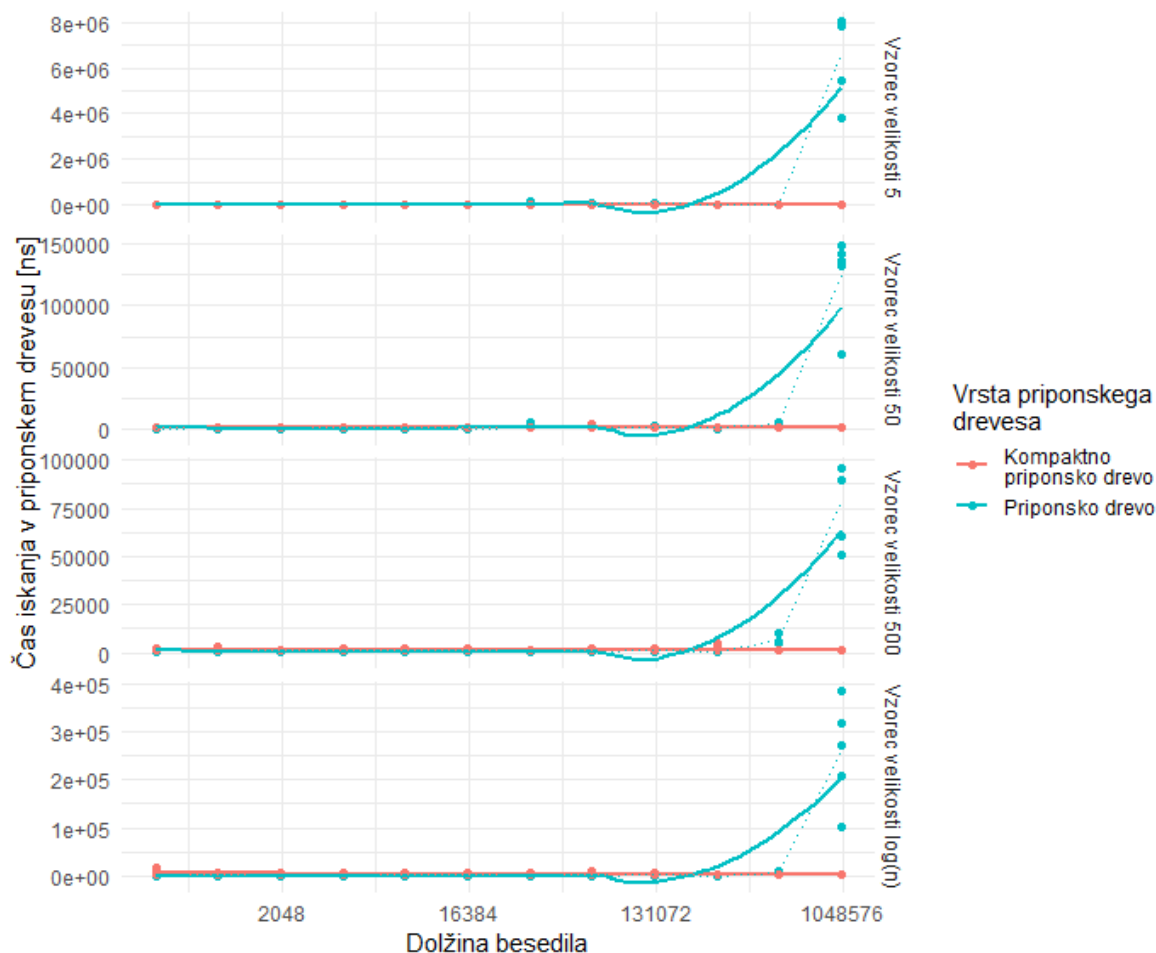 8e+06
6e+06
4e+06
2e+06
0e+00
Vzorec velikosti 5
150000
100000
50000
0
Vzorec velikosti 50
100000
75000
50000
25000
0
Vzorec velikosti 500
4e+05
3e+05
2e+05
1e+05
0e+00
Vzorec velikosti log(n)
Čas iskanja v priponskem drevesu [ns]
2048
16384
131072
1048576
Dolžina besedila
Vrsta priponskega
drevesa
Kompaktno
priponsko drevo
Priponsko drevo